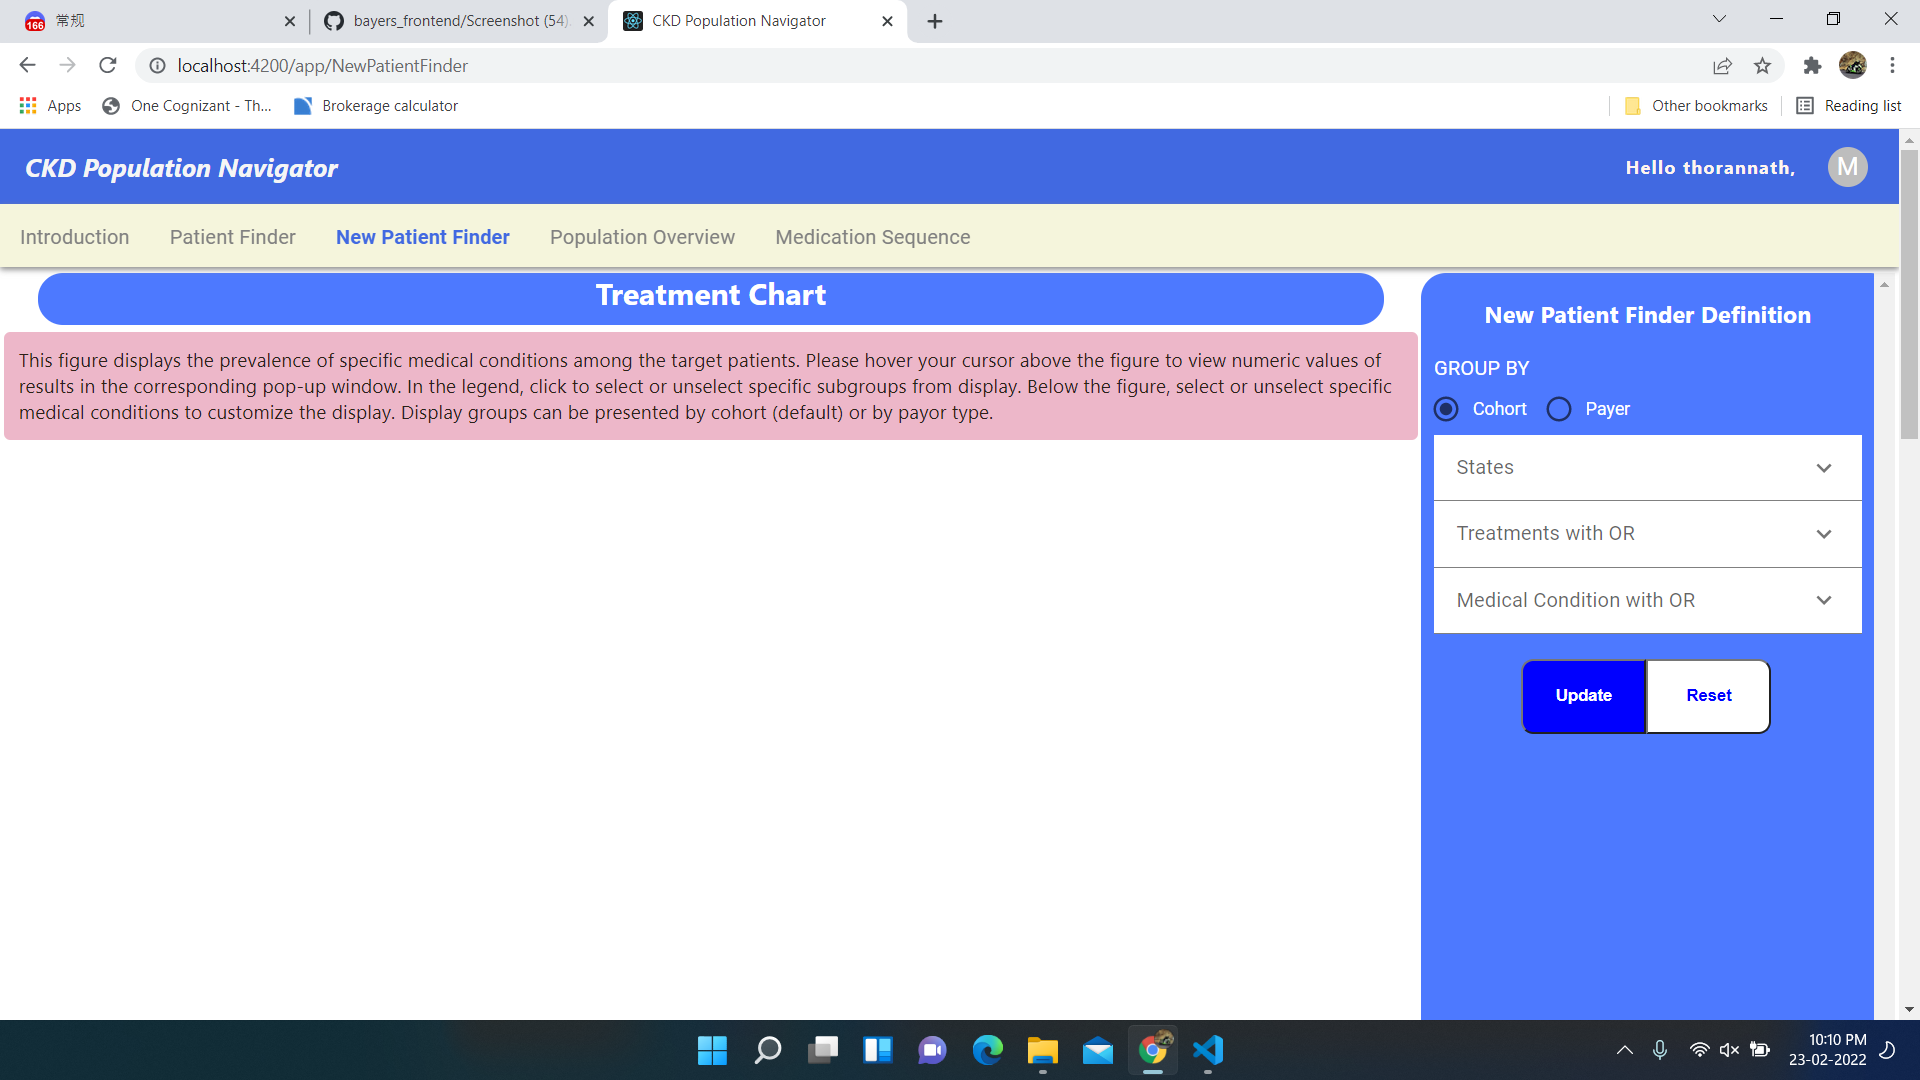 166 常规
bayers_frontend/Screenshot (54)
CKD Population Navigator
localhost:4200/app/NewPatientFinder
Apps
One Cognizant - Th...
Brokerage calculator
Other bookmarks
Reading list
CKD Population Navigator
Hello thorannath,
M
Introduction
Patient Finder
New Patient Finder
Population Overview
Medication Sequence
Treatment Chart
This figure displays the prevalence of specific medical conditions among the target patients. Please hover your cursor above the figure to view numeric values of
results in the corresponding pop-up window. In the legend, click to select or unselect specific subgroups from display. Below the figure, select or unselect specific
medical conditions to customize the display. Display groups can be presented by cohort (default) or by payor type.
New Patient Finder Definition
GROUP BY
Cohort
Payer
States
Treatments with OR
Medical Condition with OR
Update
Reset
10:10 PM
23-02-2022